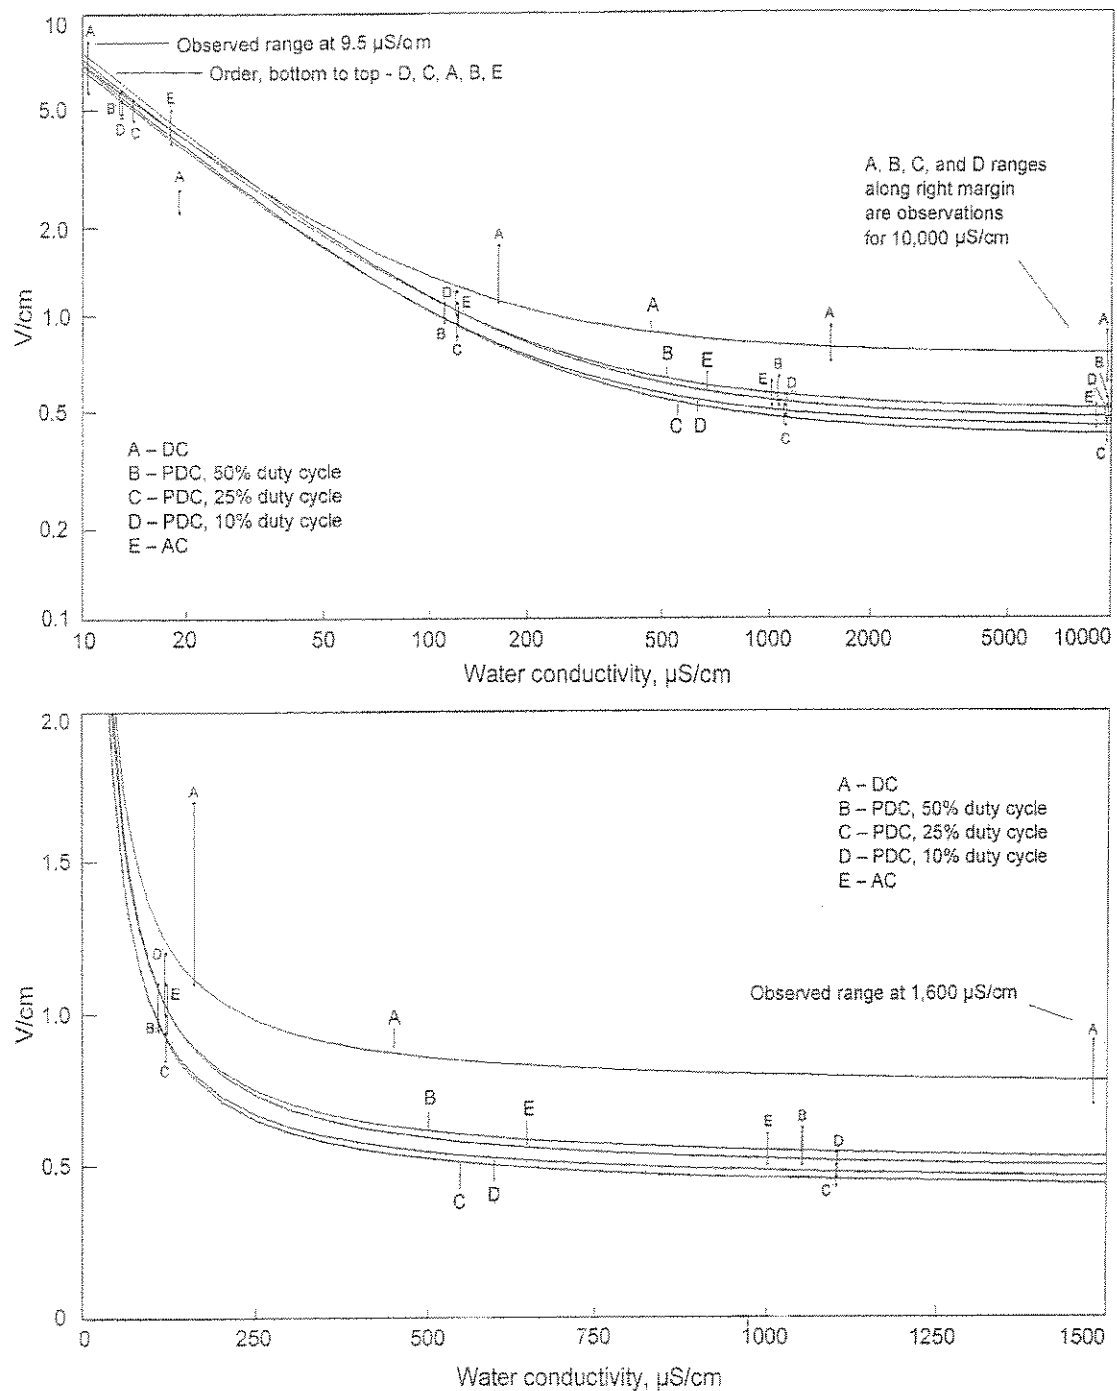 10
A
Observed range at 9.5 µS/cm
Order, bottom to top - D, C, A, B, E
5.0
B
D
C
E
A
A, B, C, and D ranges
along right margin
are observations
for 10,000 µS/cm
2.0
A
V/cm
1.0
D
E
B
C
A
A
A
B
E
E
B
D
B
D
E
0.5
C
D
C
C
A – DC
B – PDC, 50% duty cycle
C – PDC, 25% duty cycle
D – PDC, 10% duty cycle
E – AC
0.2
0.1
10
20
50
100
200
500
1000
2000
5000
10000
Water conductivity, µS/cm
2.0
A
A – DC
B – PDC, 50% duty cycle
C – PDC, 25% duty cycle
D – PDC, 10% duty cycle
E – AC
1.5
D
E
B
C
V/cm
1.0
A
Observed range at 1,600 µS/cm
A
B
E
E
B
D
0.5
C
D
C
0
0
250
500
750
1000
1250
1500
Water conductivity, µS/cm